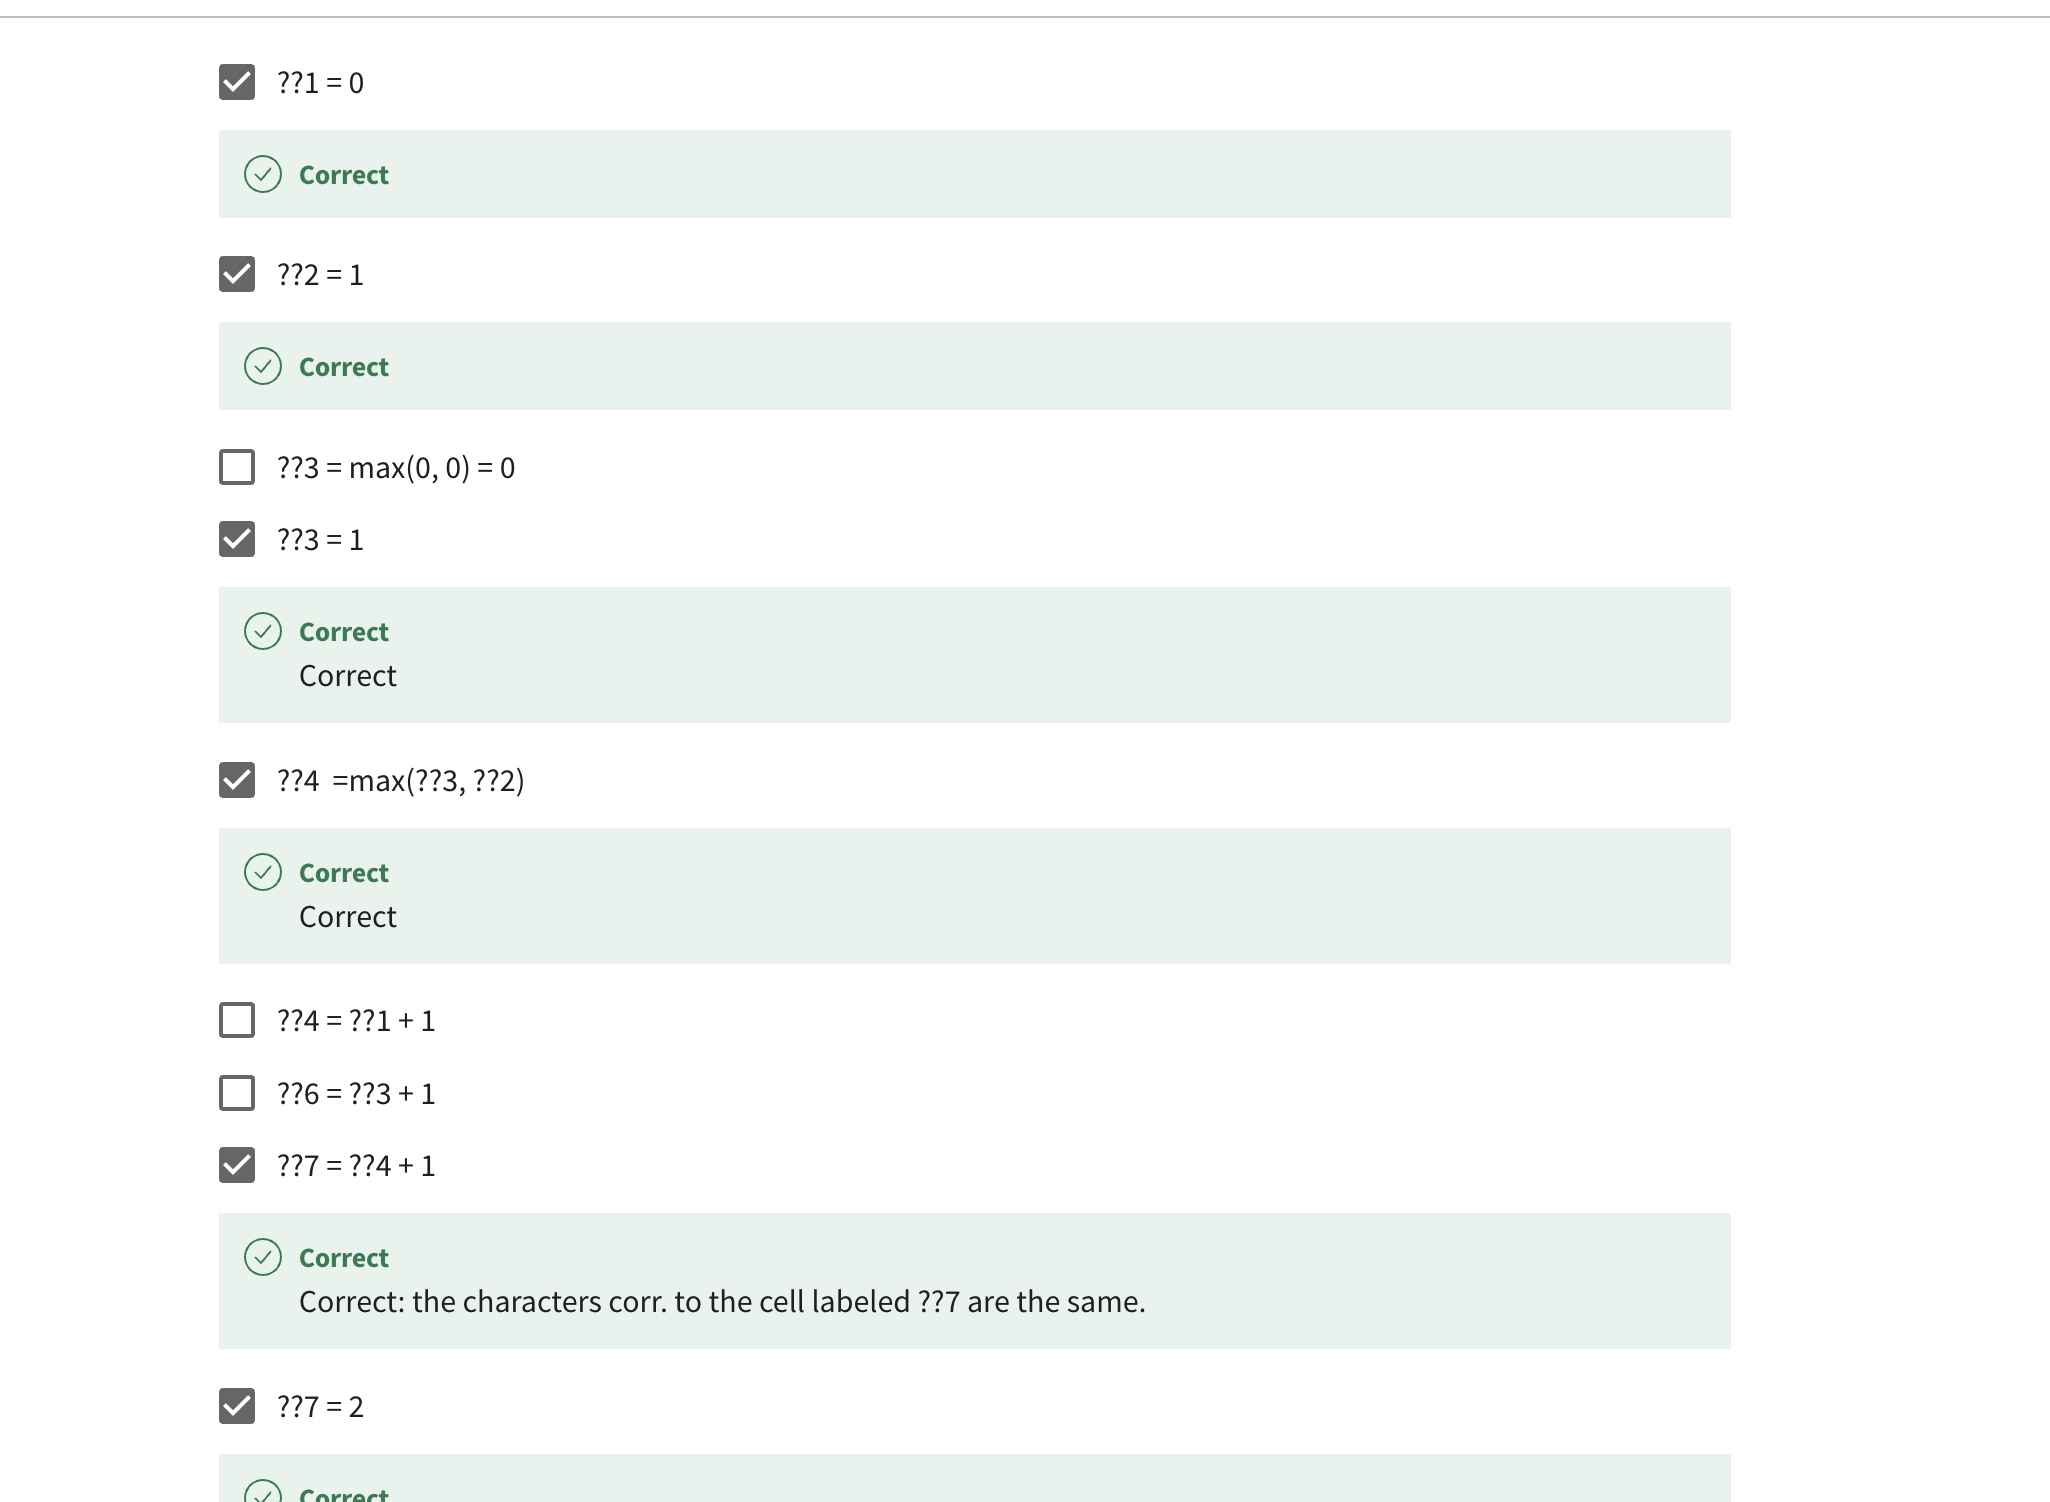 ??1 = 0
Correct
??2 = 1
Correct
??3 = max(0, 0) = 0
??3 = 1
Correct
Correct
??4  =max(??3, ??2)
Correct
Correct
??4 = ??1 + 1
??6 = ??3 + 1
??7 = ??4 + 1
Correct
Correct: the characters corr. to the cell labeled ??7 are the same.
??7 = 2
Correct